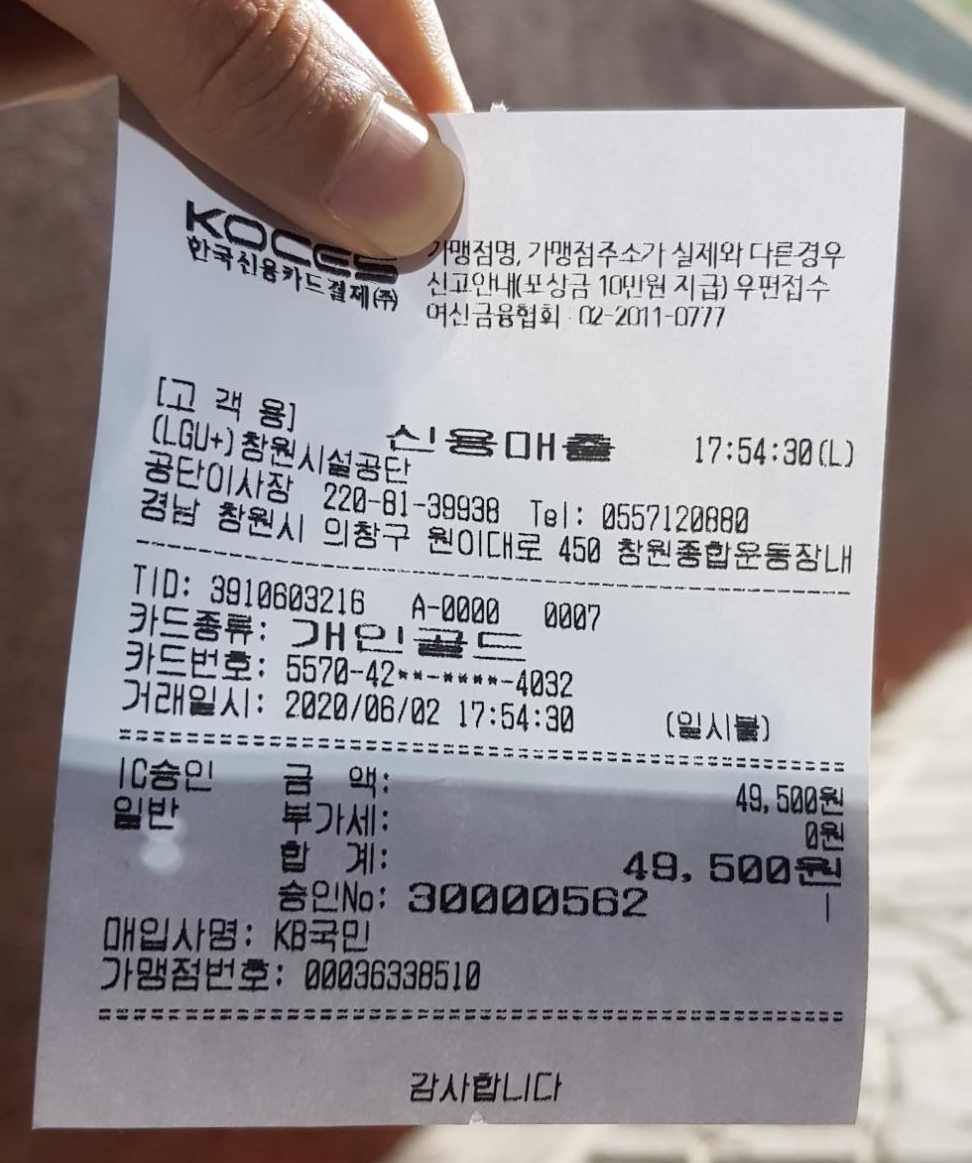 KOCES
한국신용카드결제(주)
가맹점명, 가맹점주소가 실제와 다른경우
신고안내(포상금 10만원 지급) 우편접수
여신금융협회 02-2011-0777
[고 객 용]
신용매출 17:54:30(L)
(LGU+) 창원시설공단
공단이사장 220-81-39938 Tel: 0557120880
경남 창원시 의창구 원이대로 450 창원종합운동장내
TID: 3910603216 A-0000 0007
카드종류: 개인골드
카드번호: 5570-42**-****-4032
거래일시: 2020/06/02 17:54:30 (일시불)
IC승인 금 액: 49,500원
일반 부가세: 0원
합 계: 49,500원
승인No: 30000562
매입사명: KB국민
가맹점번호: 00036338510
감사합니다